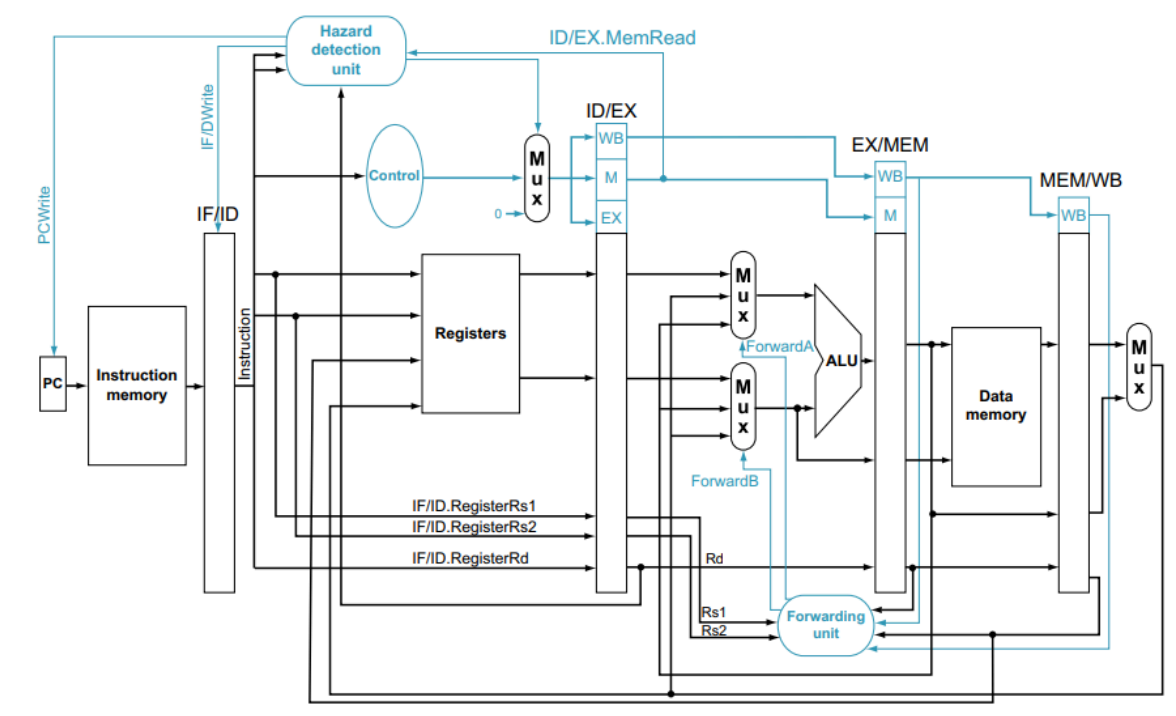 Hazard
detection
unit
ID/EX.MemRead
IF/DWrite
PCWrite
ID/EX
WB
M
EX
Control
M
u
x
0
EX/MEM
WB
M
MEM/WB
WB
IF/ID
Instruction
PC
Instruction
memory
Registers
M
u
x
ForwardA
M
u
x
ForwardB
ALU
Data
memory
M
u
x
IF/ID.RegisterRs1
IF/ID.RegisterRs2
IF/ID.RegisterRd
Rd
Rs1
Rs2
Forwarding
unit